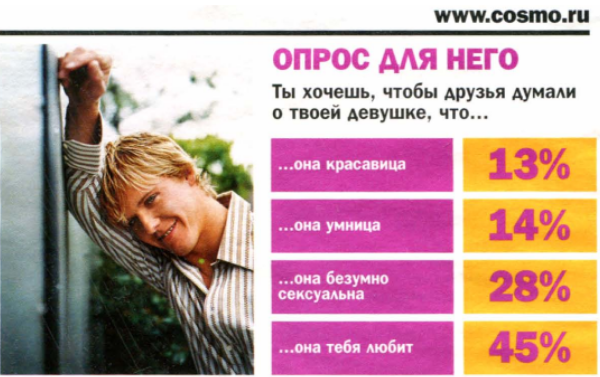 www.cosmo.ru
ОПРОС ДЛЯ НЕГО
Ты хочешь, чтобы друзья думали
о твоей девушке, что...
...она красавица 13%
...она умница 14%
...она безумно
сексуальна 28%
...она тебя любит 45%